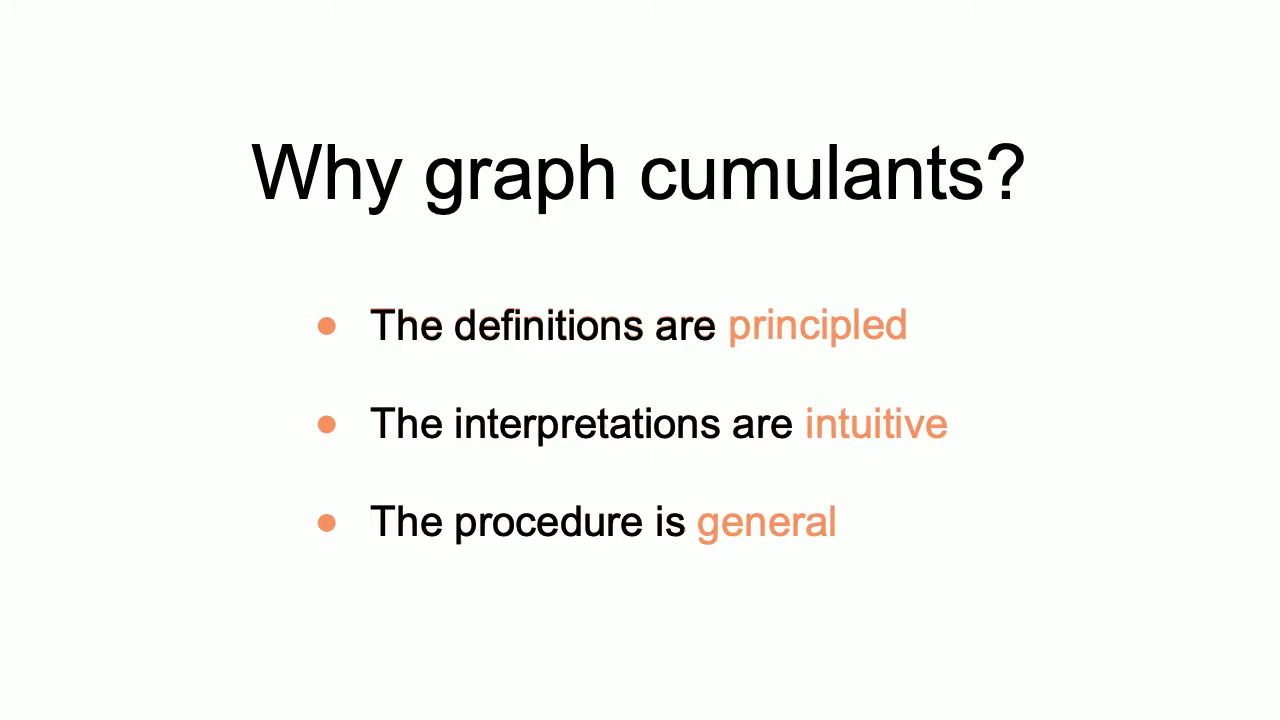 Why graph cumulants?
● The definitions are principled
● The interpretations are intuitive
● The procedure is general